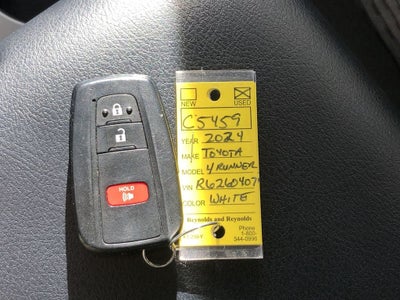 NEW USED
C5459
YEAR 2024
MAKE TOYOTA
MODEL 4 RUNNER
VIN R6260407
COLOR WHITE
Reynolds and Reynolds
Phone
1-800-
544-0996
HOLD